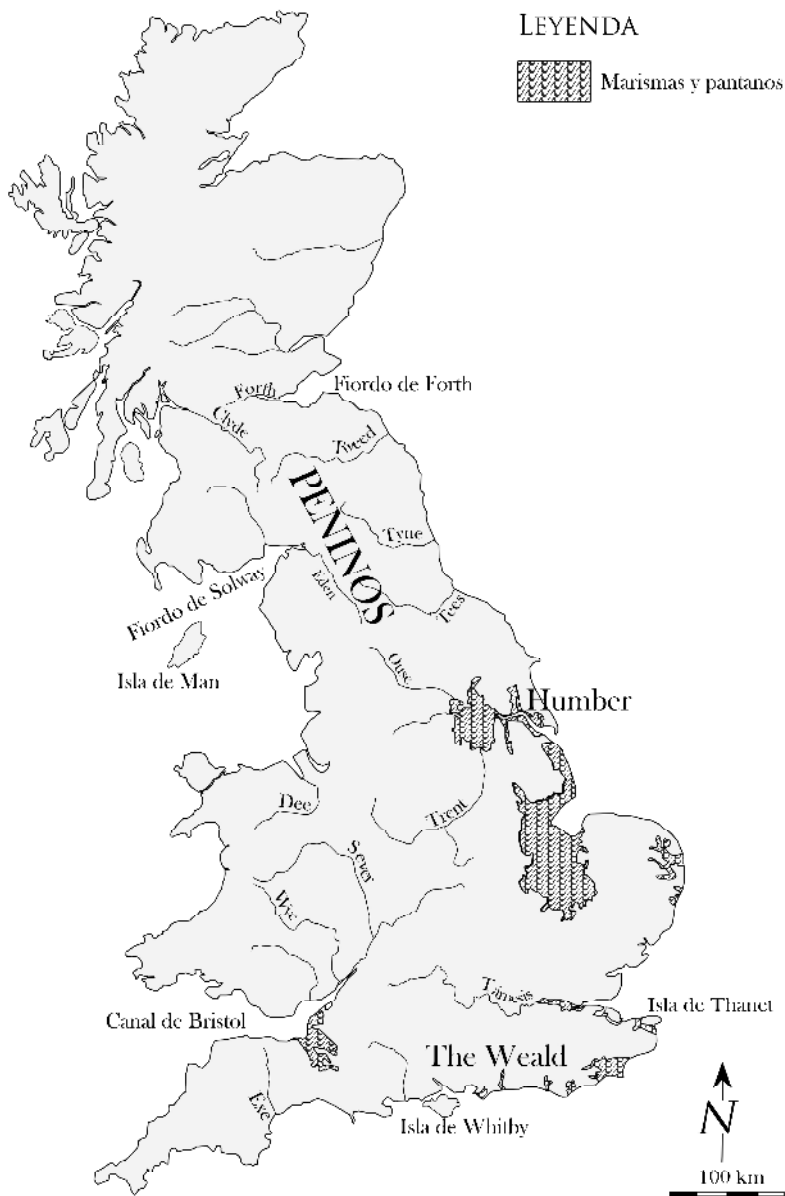 LEYENDA
Marismas y pantanos
Forth
Fiordo de Forth
Clyde
Tweed
PENINOS
Tyne
Eden
Fiordo de Solway
Tees
Isla de Man
Ouse
Humber
Dee
Trent
Sever
Wye
Támesis
Isla de Thanet
Canal de Bristol
The Weald
Exe
Isla de Whitby
N
100 km